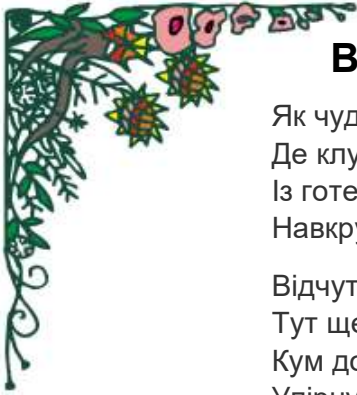 В
Як чуд
Де клу
Із готе
Навкру
Відчут
Тут ще
Кум до